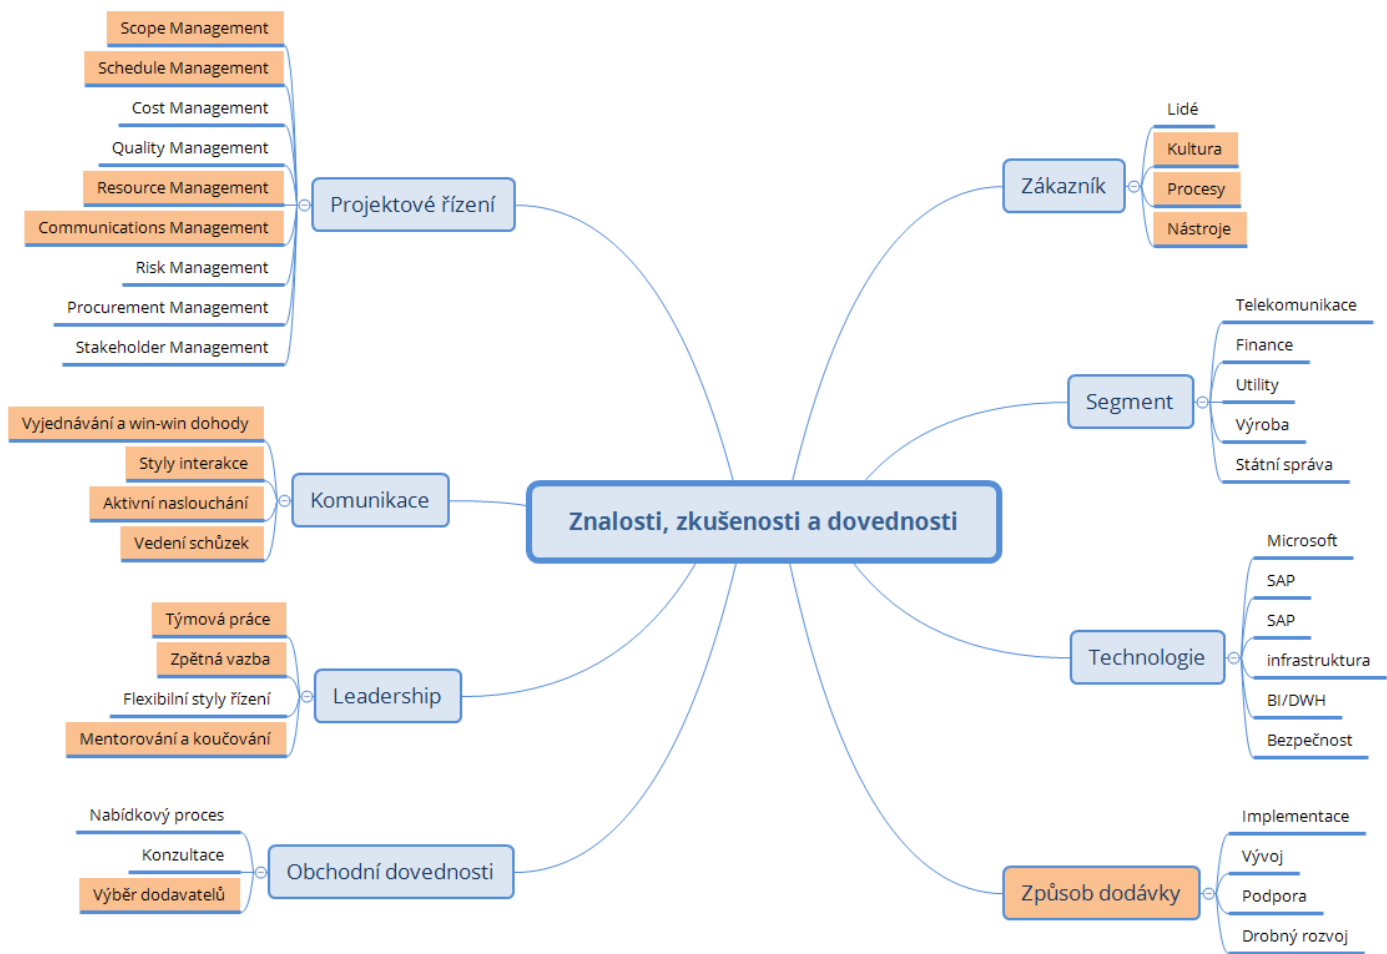 Znalosti, zkušenosti a dovednosti
Projektové řízení
Scope Management
Schedule Management
Cost Management
Quality Management
Resource Management
Communications Management
Risk Management
Procurement Management
Stakeholder Management
Komunikace
Vyjednávání a win-win dohody
Styly interakce
Aktivní naslouchání
Vedení schůzek
Leadership
Týmová práce
Zpětná vazba
Flexibilní styly řízení
Mentorování a koučování
Obchodní dovednosti
Nabídkový proces
Konzultace
Výběr dodavatelů
Zákazník
Lidé
Kultura
Procesy
Nástroje
Segment
Telekomunikace
Finance
Utility
Výroba
Státní správa
Technologie
Microsoft
SAP
SAP
infrastruktura
BI/DWH
Bezpečnost
Způsob dodávky
Implementace
Vývoj
Podpora
Drobný rozvoj